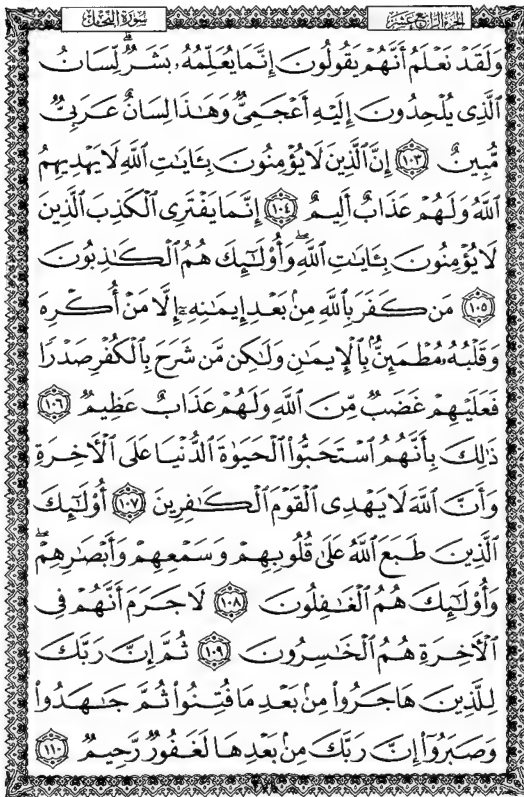 الجزء الرابع عشر
سورة النحل
وَلَقَدْ نَعْلَمُ أَنَّهُمْ يَقُولُونَ إِنَّمَا يُعَلِّمُهُۥ بَشَرٌۗ لِّسَانُ
ٱلَّذِى يُلْحِدُونَ إِلَيْهِ أَعْجَمِىٌّ وَهَٰذَا لِسَانٌ عَرَبِىٌّ
مُّبِينٌ ١٠٣ إِنَّ ٱلَّذِينَ لَا يُؤْمِنُونَ بِـَٔايَٰتِ ٱللَّهِ لَا يَهْدِيهِمُ
ٱللَّهُ وَلَهُمْ عَذَابٌ أَلِيمٌ ١٠٤ إِنَّمَا يَفْتَرِى ٱلْكَذِبَ ٱلَّذِينَ
لَا يُؤْمِنُونَ بِـَٔايَٰتِ ٱللَّهِۖ وَأُو۟لَٰٓئِكَ هُمُ ٱلْكَٰذِبُونَ
١٠٥ مَن كَفَرَ بِٱللَّهِ مِنۢ بَعْدِ إِيمَٰنِهِۦٓ إِلَّا مَنْ أُكْرِهَ
وَقَلْبُهُۥ مُطْمَئِنٌّۢ بِٱلْإِيمَٰنِ وَلَٰكِن مَّن شَرَحَ بِٱلْكُفْرِ صَدْرًا
فَعَلَيْهِمْ غَضَبٌ مِّنَ ٱللَّهِ وَلَهُمْ عَذَابٌ عَظِيمٌ ١٠٦
ذَٰلِكَ بِأَنَّهُمُ ٱسْتَحَبُّوا۟ ٱلْحَيَوٰةَ ٱلدُّنْيَا عَلَى ٱلْءَاخِرَةِ
وَأَنَّ ٱللَّهَ لَا يَهْدِى ٱلْقَوْمَ ٱلْكَٰفِرِينَ ١٠٧ أُو۟لَٰٓئِكَ
ٱلَّذِينَ طَبَعَ ٱللَّهُ عَلَىٰ قُلُوبِهِمْ وَسَمْعِهِمْ وَأَبْصَٰرِهِمْۖ
وَأُو۟لَٰٓئِكَ هُمُ ٱلْغَٰفِلُونَ ١٠٨ لَا جَرَمَ أَنَّهُمْ فِى
ٱلْءَاخِرَةِ هُمُ ٱلْخَٰسِرُونَ ١٠٩ ثُمَّ إِنَّ رَبَّكَ
لِلَّذِينَ هَاجَرُوا۟ مِنۢ بَعْدِ مَا فُتِنُوا۟ ثُمَّ جَٰهَدُوا۟
وَصَبَرُوٓا۟ إِنَّ رَبَّكَ مِنۢ بَعْدِهَا لَغَفُورٌ رَّحِيمٌ ١١٠